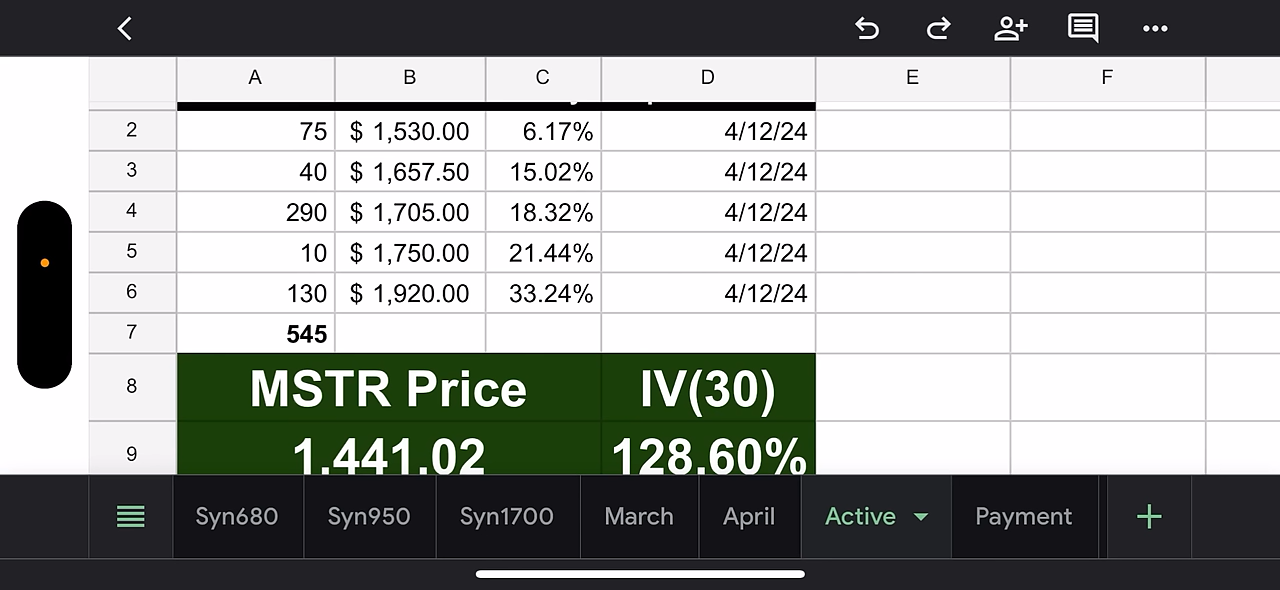 A B C D E F
2 75 $ 1,530.00 6.17% 4/12/24
3 40 $ 1,657.50 15.02% 4/12/24
4 290 $ 1,705.00 18.32% 4/12/24
5 10 $ 1,750.00 21.44% 4/12/24
6 130 $ 1,920.00 33.24% 4/12/24
7 545
8 MSTR Price IV(30)
9 1,441.02 128.60%
Syn680 Syn950 Syn1700 March April Active Payment